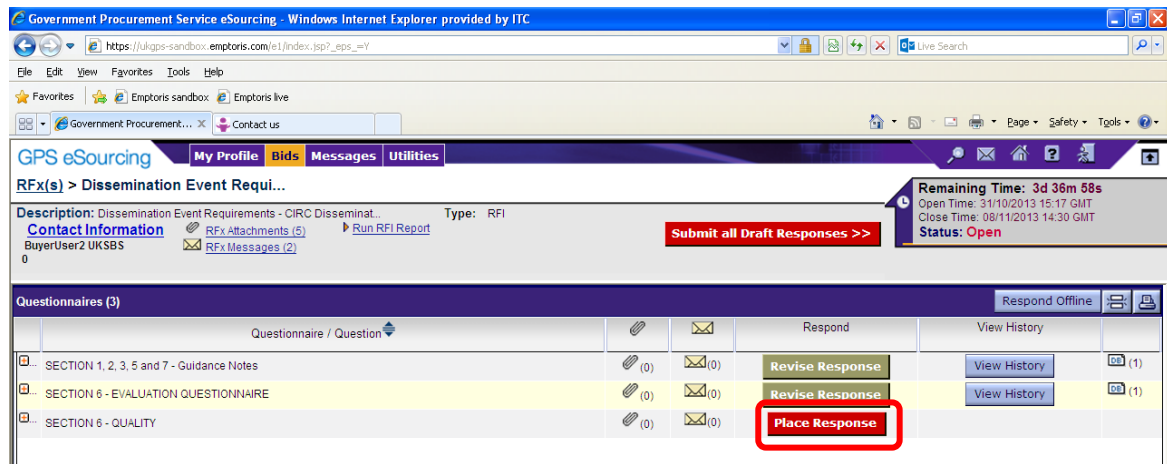 Government Procurement Service eSourcing - Windows Internet Explorer provided by ITC
https://ukgps-sandbox.emptoris.com/e1/index.jsp?_eps_=Y
Live Search
File Edit View Favorites Tools Help
Favorites Emptoris sandbox Emptoris live
Government Procurement... Contact us
Page Safety Tools
GPS eSourcing My Profile Bids Messages Utilities
RFx(s) > Dissemination Event Requi...
Remaining Time: 3d 36m 58s
Open Time: 31/10/2013 15:17 GMT
Close Time: 08/11/2013 14:30 GMT
Status: Open
Description: Dissemination Event Requirements - CIRC Disseminat... Type: RFI
Contact Information RFx Attachments (5) Run RFI Report
BuyerUser2 UKSBS RFx Messages (2)
0
Submit all Draft Responses >>
Questionnaires (3) Respond Offline
Questionnaire / Question Respond View History
SECTION 1, 2, 3, 5 and 7 - Guidance Notes (0) (0) Revise Response View History DB (1)
SECTION 6 - EVALUATION QUESTIONNAIRE (0) (0) Revise Response View History DB (1)
SECTION 6 - QUALITY (0) (0) Place Response